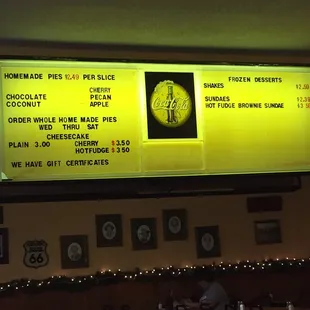 HOMEMADE PIES $2.49 PER SLICE
CHERRY
CHOCOLATE PECAN
COCONUT APPLE
ORDER WHOLE HOME MADE PIES
WED THRU SAT
CHEESECAKE
PLAIN 3.00 CHERRY $3.50
HOTFUDGE $3.50
WE HAVE GIFT CERTIFICATES
Coca-Cola
FROZEN DESSERTS
SHAKES
SUNDAES
HOT FUDGE BROWNIE SUNDAE
66